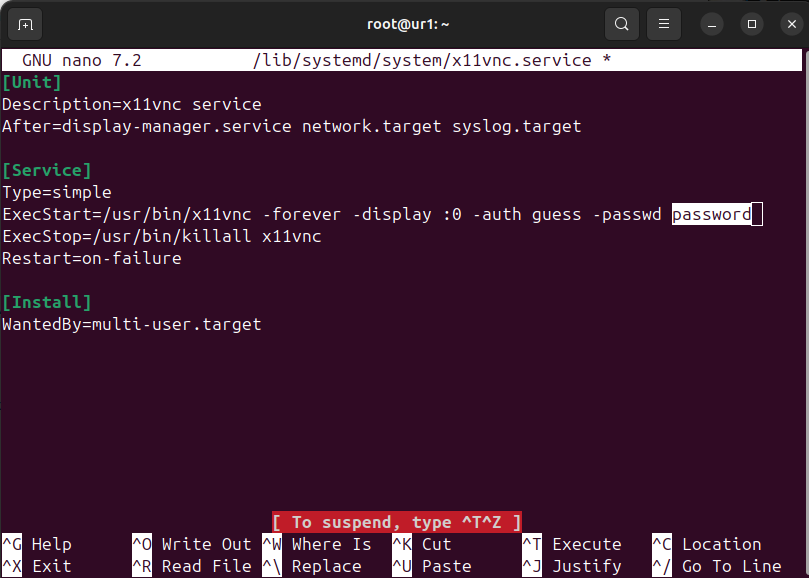 root@ur1: ~
GNU nano 7.2 /lib/systemd/system/x11vnc.service *
[Unit]
Description=x11vnc service
After=display-manager.service network.target syslog.target
[Service]
Type=simple
ExecStart=/usr/bin/x11vnc -forever -display :0 -auth guess -passwd password
ExecStop=/usr/bin/killall x11vnc
Restart=on-failure
[Install]
WantedBy=multi-user.target
[ To suspend, type ^T^Z ]
^G Help ^O Write Out ^W Where Is ^K Cut ^T Execute ^C Location
^X Exit ^R Read File ^\ Replace ^U Paste ^J Justify ^/ Go To Line